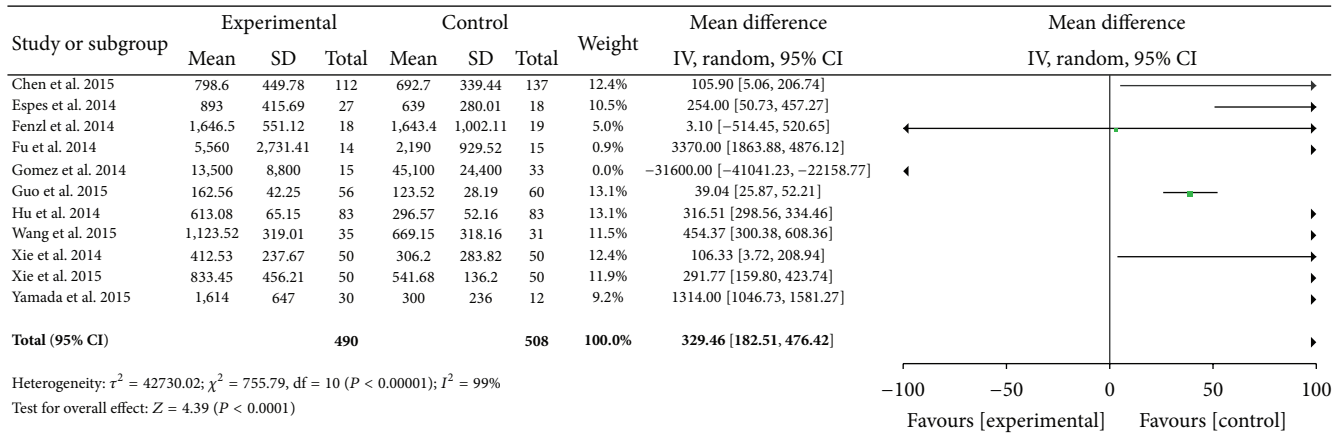 Study or subgroup Experimental Control Weight Mean difference Mean difference
Mean SD Total Mean SD Total IV, random, 95% CI IV, random, 95% CI
Chen et al. 2015 798.6 449.78 112 692.7 339.44 137 12.4% 105.90 [5.06, 206.74]
Espes et al. 2014 893 415.69 27 639 280.01 18 10.5% 254.00 [50.73, 457.27]
Fenzl et al. 2014 1,646.5 551.12 18 1,643.4 1,002.11 19 5.0% 3.10 [−514.45, 520.65]
Fu et al. 2014 5,560 2,731.41 14 2,190 929.52 15 0.9% 3370.00 [1863.88, 4876.12]
Gomez et al. 2014 13,500 8,800 15 45,100 24,400 33 0.0% −31600.00 [−41041.23, −22158.77]
Guo et al. 2015 162.56 42.25 56 123.52 28.19 60 13.1% 39.04 [25.87, 52.21]
Hu et al. 2014 613.08 65.15 83 296.57 52.16 83 13.1% 316.51 [298.56, 334.46]
Wang et al. 2015 1,123.52 319.01 35 669.15 318.16 31 11.5% 454.37 [300.38, 608.36]
Xie et al. 2014 412.53 237.67 50 306.2 283.82 50 12.4% 106.33 [3.72, 208.94]
Xie et al. 2015 833.45 456.21 50 541.68 136.2 50 11.9% 291.77 [159.80, 423.74]
Yamada et al. 2015 1,614 647 30 300 236 12 9.2% 1314.00 [1046.73, 1581.27]
Total (95% CI) 490 508 100.0% 329.46 [182.51, 476.42]
Heterogeneity: τ² = 42730.02; χ² = 755.79, df = 10 (P < 0.00001); I² = 99%
Test for overall effect: Z = 4.39 (P < 0.0001)
−100 −50 0 50 100
Favours [experimental] Favours [control]